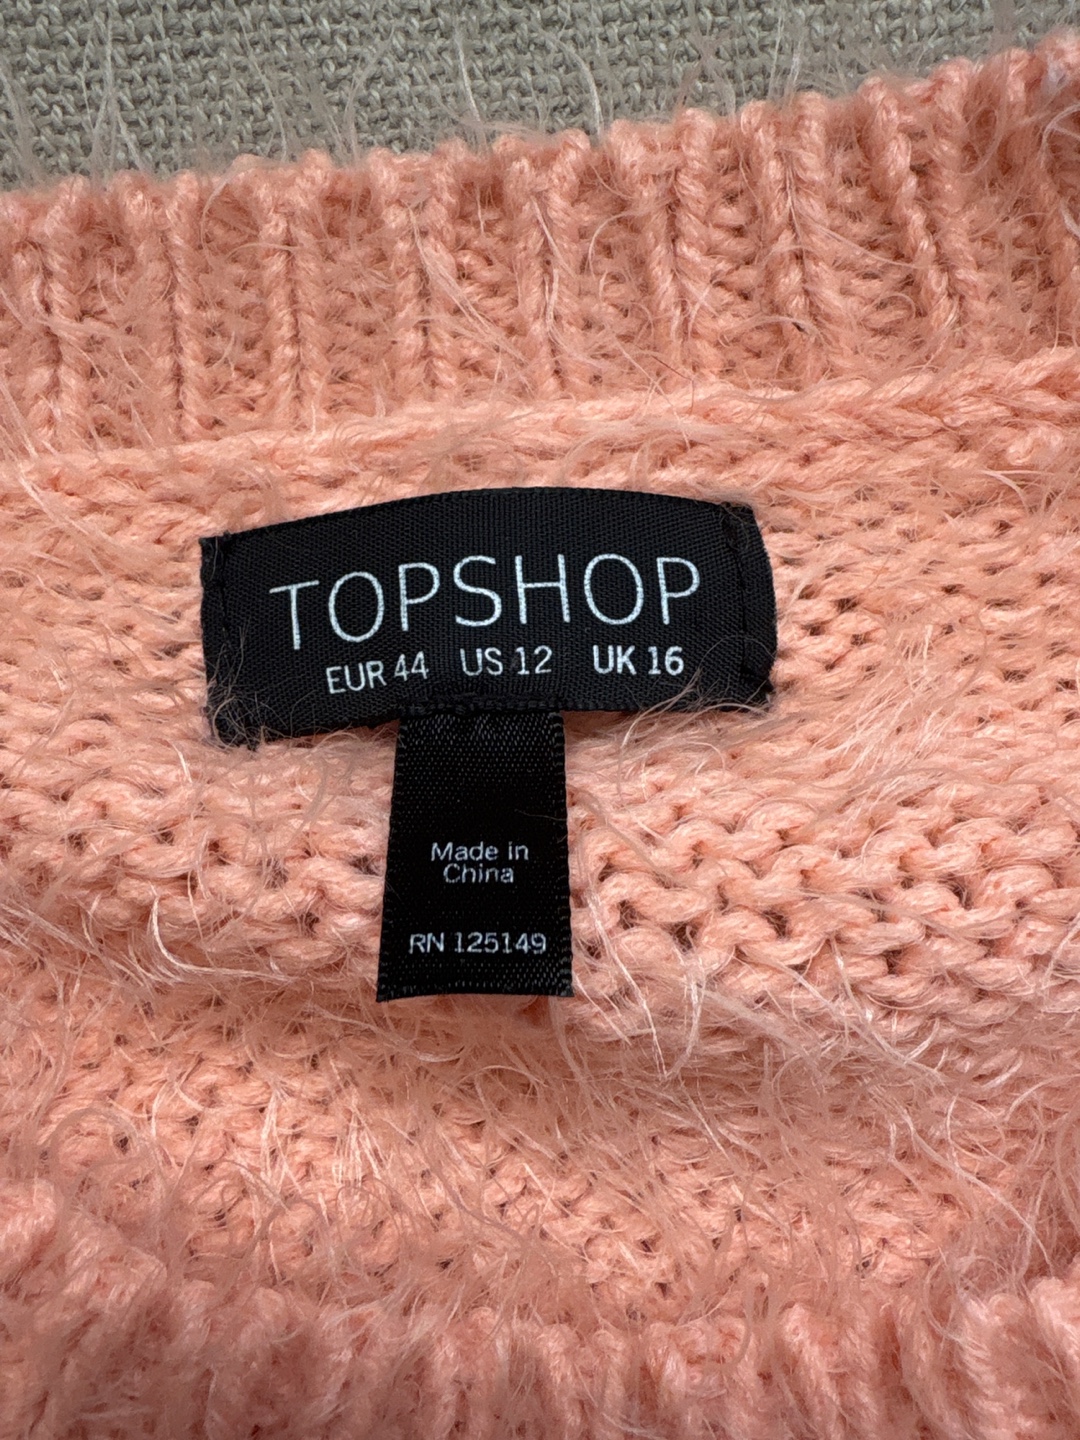 TOPSHOP
EUR 44 US 12 UK 16
Made in
China
RN 125149